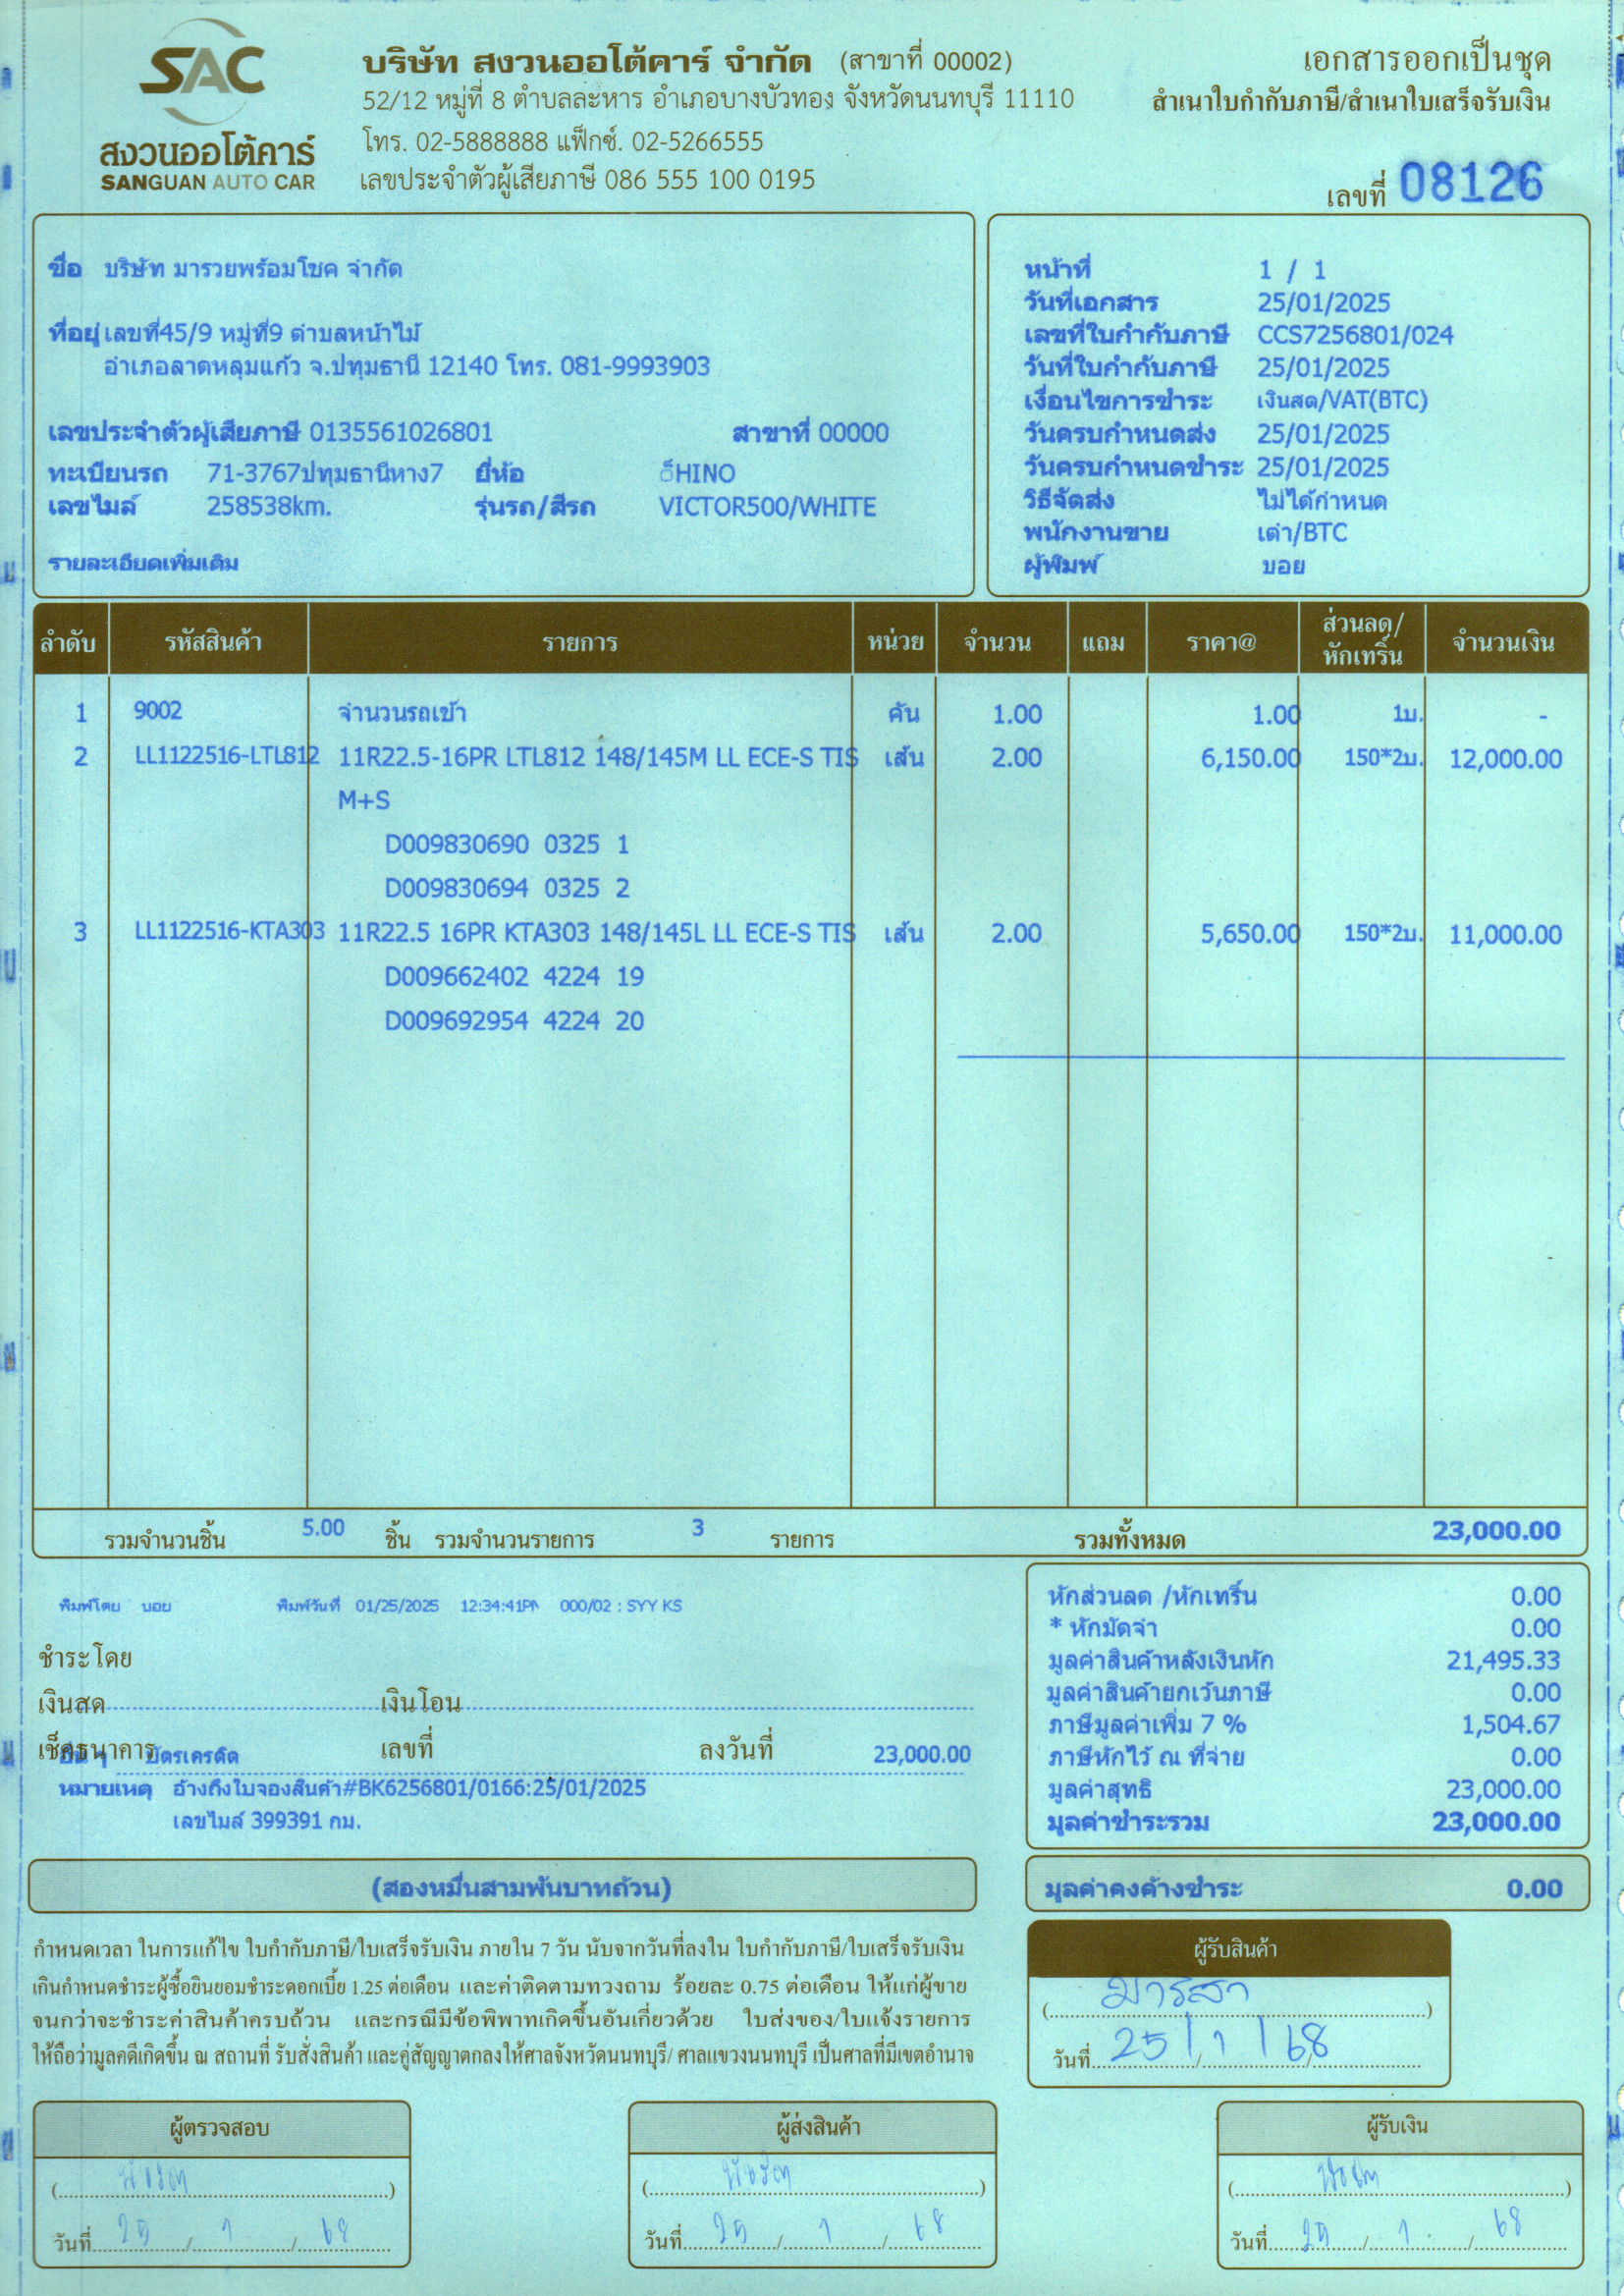 SAC
สงวนออโต้คาร์
SANGUAN AUTO CAR
บริษัท สงวนออโต้คาร์ จำกัด (สาขาที่ 00002)
52/12 หมู่ที่ 8 ตำบลละหาร อำเภอบางบัวทอง จังหวัดนนทบุรี 11110
โทร. 02-5888888 แฟ็กซ์. 02-5266555
เลขประจำตัวผู้เสียภาษี 086 555 100 0195
เอกสารออกเป็นชุด
สำเนาใบกำกับภาษี/สำเนาใบเสร็จรับเงิน
เลขที่ 08126
ชื่อ บริษัท มารวยพร้อมโชค จำกัด
ที่อยู่ เลขที่45/9 หมู่ที่9 ตำบลหน้าไม้
อำเภอลาดหลุมแก้ว จ.ปทุมธานี 12140 โทร. 081-9993903
เลขประจำตัวผู้เสียภาษี 0135561026801 สาขาที่ 00000
ทะเบียนรถ 71-3767ปทุมธานีหาง7 ยี่ห้อ HINO
เลขไมล์ 258538km. รุ่นรถ/สีรถ VICTOR500/WHITE
รายละเอียดเพิ่มเติม
หน้าที่ 1 / 1
วันที่เอกสาร 25/01/2025
เลขที่ใบกำกับภาษี CCS7256801/024
วันที่ใบกำกับภาษี 25/01/2025
เงื่อนไขการชำระ เงินสด/VAT(BTC)
วันครบกำหนดส่ง 25/01/2025
วันครบกำหนดชำระ 25/01/2025
วิธีจัดส่ง ไม่ได้กำหนด
พนักงานขาย เต่า/BTC
ผู้พิมพ์ บอย
ลำดับ รหัสสินค้า รายการ หน่วย จำนวน แถม ราคา@ ส่วนลด/หักเทริ์น จำนวนเงิน
1 9002 จำนวนรถเข้า คัน 1.00 1.00 1บ. -
2 LL1122516-LTL812 11R22.5-16PR LTL812 148/145M LL ECE-S TIS เส้น 2.00 6,150.00 150*2บ. 12,000.00
M+S
D009830690 0325 1
D009830694 0325 2
3 LL1122516-KTA303 11R22.5 16PR KTA303 148/145L LL ECE-S TIS เส้น 2.00 5,650.00 150*2บ. 11,000.00
D009662402 4224 19
D009692954 4224 20
รวมจำนวนชิ้น 5.00 ชิ้น รวมจำนวนรายการ 3 รายการ รวมทั้งหมด 23,000.00
พิมพ์โดย บอย พิมพ์วันที่ 01/25/2025 12:34:41PM 000/02 : SYY KS
ชำระโดย
เงินสด เงินโอน
เช็คธนาคาร อื่น ๆ บัตรเครดิต เลขที่ ลงวันที่ 23,000.00
หมายเหตุ อ้างถึงใบจองสินค้า#BK6256801/0166:25/01/2025
เลขไมล์ 399391 กม.
หักส่วนลด /หักเทริ์น 0.00
* หักมัดจำ 0.00
มูลค่าสินค้าหลังเงินหัก 21,495.33
มูลค่าสินค้ายกเว้นภาษี 0.00
ภาษีมูลค่าเพิ่ม 7 % 1,504.67
ภาษีหักไว้ ณ ที่จ่าย 0.00
มูลค่าสุทธิ 23,000.00
มูลค่าชำระรวม 23,000.00
(สองหมื่นสามพันบาทถ้วน)
มูลค่าคงค้างชำระ 0.00
กำหนดเวลา ในการแก้ไข ใบกำกับภาษี/ใบเสร็จรับเงิน ภายใน 7 วัน นับจากวันที่ลงใน ใบกำกับภาษี/ใบเสร็จรับเงิน
เกินกำหนดชำระผู้ซื้อยินยอมชำระดอกเบี้ย 1.25 ต่อเดือน และค่าติดตามทวงถาม ร้อยละ 0.75 ต่อเดือน ให้แก่ผู้ขาย
จนกว่าจะชำระค่าสินค้าครบถ้วน และกรณีมีข้อพิพาทเกิดขึ้นอันเกี่ยวด้วย ใบส่งของ/ใบแจ้งรายการ
ให้ถือว่ามูลคดีเกิดขึ้น ณ สถานที่ รับสั่งสินค้า และคู่สัญญาตกลงให้ศาลจังหวัดนนทบุรี/ ศาลแขวงนนทบุรี เป็นศาลที่มีเขตอำนาจ
ผู้รับสินค้า
(มารสา)
วันที่ 25/1/68
ผู้ตรวจสอบ
วันที่ 25/1/68
ผู้ส่งสินค้า
วันที่ 25/1/68
ผู้รับเงิน
วันที่ 25/1/68